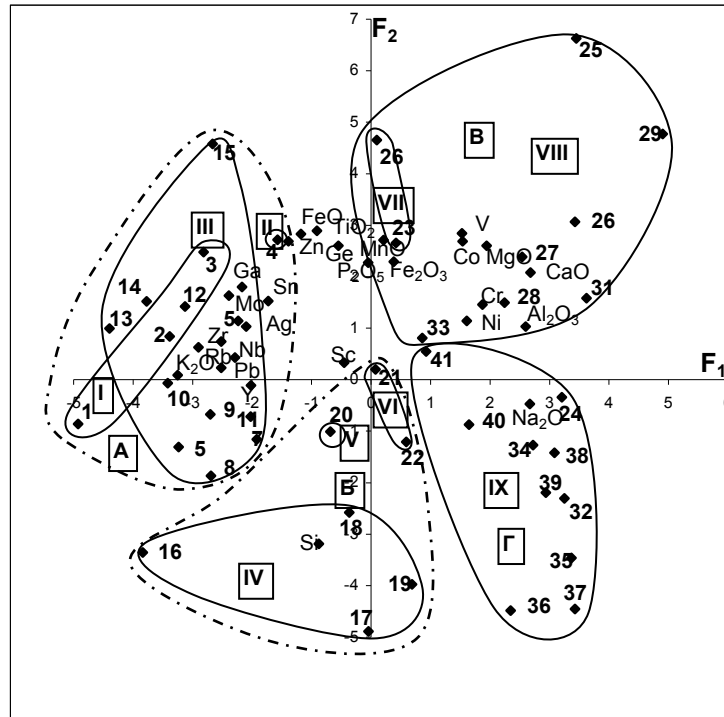 7
F2
6
25
5
29
15
В
26
4
VIII
VII
III
II
3
26
FeO
TiO2
V
4
Zn
23
3
Ge
MnO
Co
MgO
27
P2O5
Fe2O3
2
CaO
Ga
14
12
Sn
31
Mo
Cr
28
13
5
Ag
Ni
Al2O3
1
2
Zr
33
Nb
41
Rb
Sc
K2O
Pb
21
0
F1
-5
-4
-3
-2
-1
0
1
2
3
4
5
6
10
Y
I
1
9
11
VI
Na2O
24
20
40
-1
А
5
7
V
22
34
38
8
Б
IX
39
32
-2
18
16
Si
Г
-3
35
IV
19
-4
17
36
37
-5